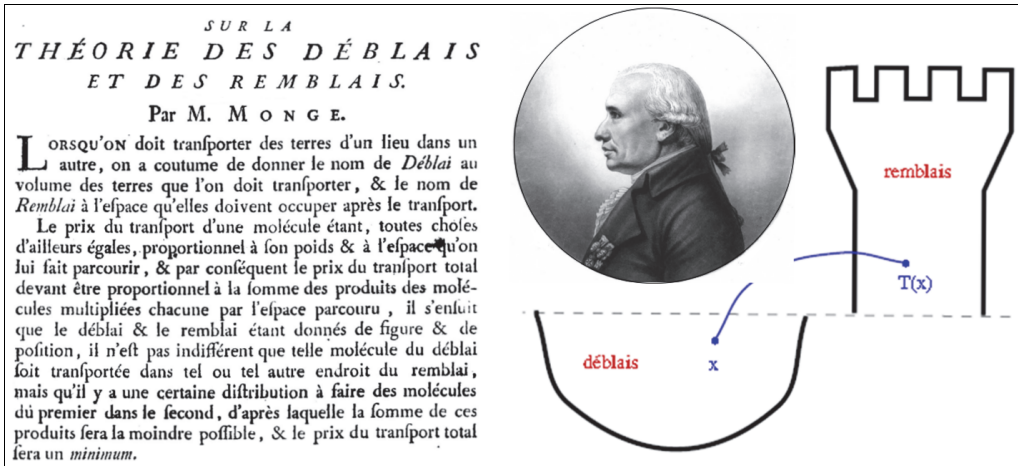 SUR LA
THÉORIE DES DÉBLAIS
ET DES REMBLAIS.
Par M. MONGE.
LORSQU'ON doit tranſporter des terres d'un lieu dans un
autre, on a coutume de donner le nom de Déblai au
volume des terres que l'on doit tranſporter, & le nom de
Remblai à l'eſpace qu'elles doivent occuper après le tranſport.
Le prix du tranſport d'une molécule étant, toutes choſes
d'ailleurs égales, proportionnel à ſon poids & à l'eſpace qu'on
lui fait parcourir, & par conſéquent le prix du tranſport total
devant être proportionnel à la ſomme des produits des molé-
cules multipliées chacune par l'eſpace parcouru, il s'enſuit
que le déblai & le remblai étant donnés de figure & de
poſition, il n'eſt pas indifférent que telle molécule du déblai
ſoit tranſportée dans tel ou tel autre endroit du remblai,
mais qu'il y a une certaine diſtribution à faire des molécules
du premier dans le ſecond, d'après laquelle la ſomme de ces
produits ſera la moindre poſſible, & le prix du tranſport total
ſera un minimum.
remblais
T(x)
déblais
x